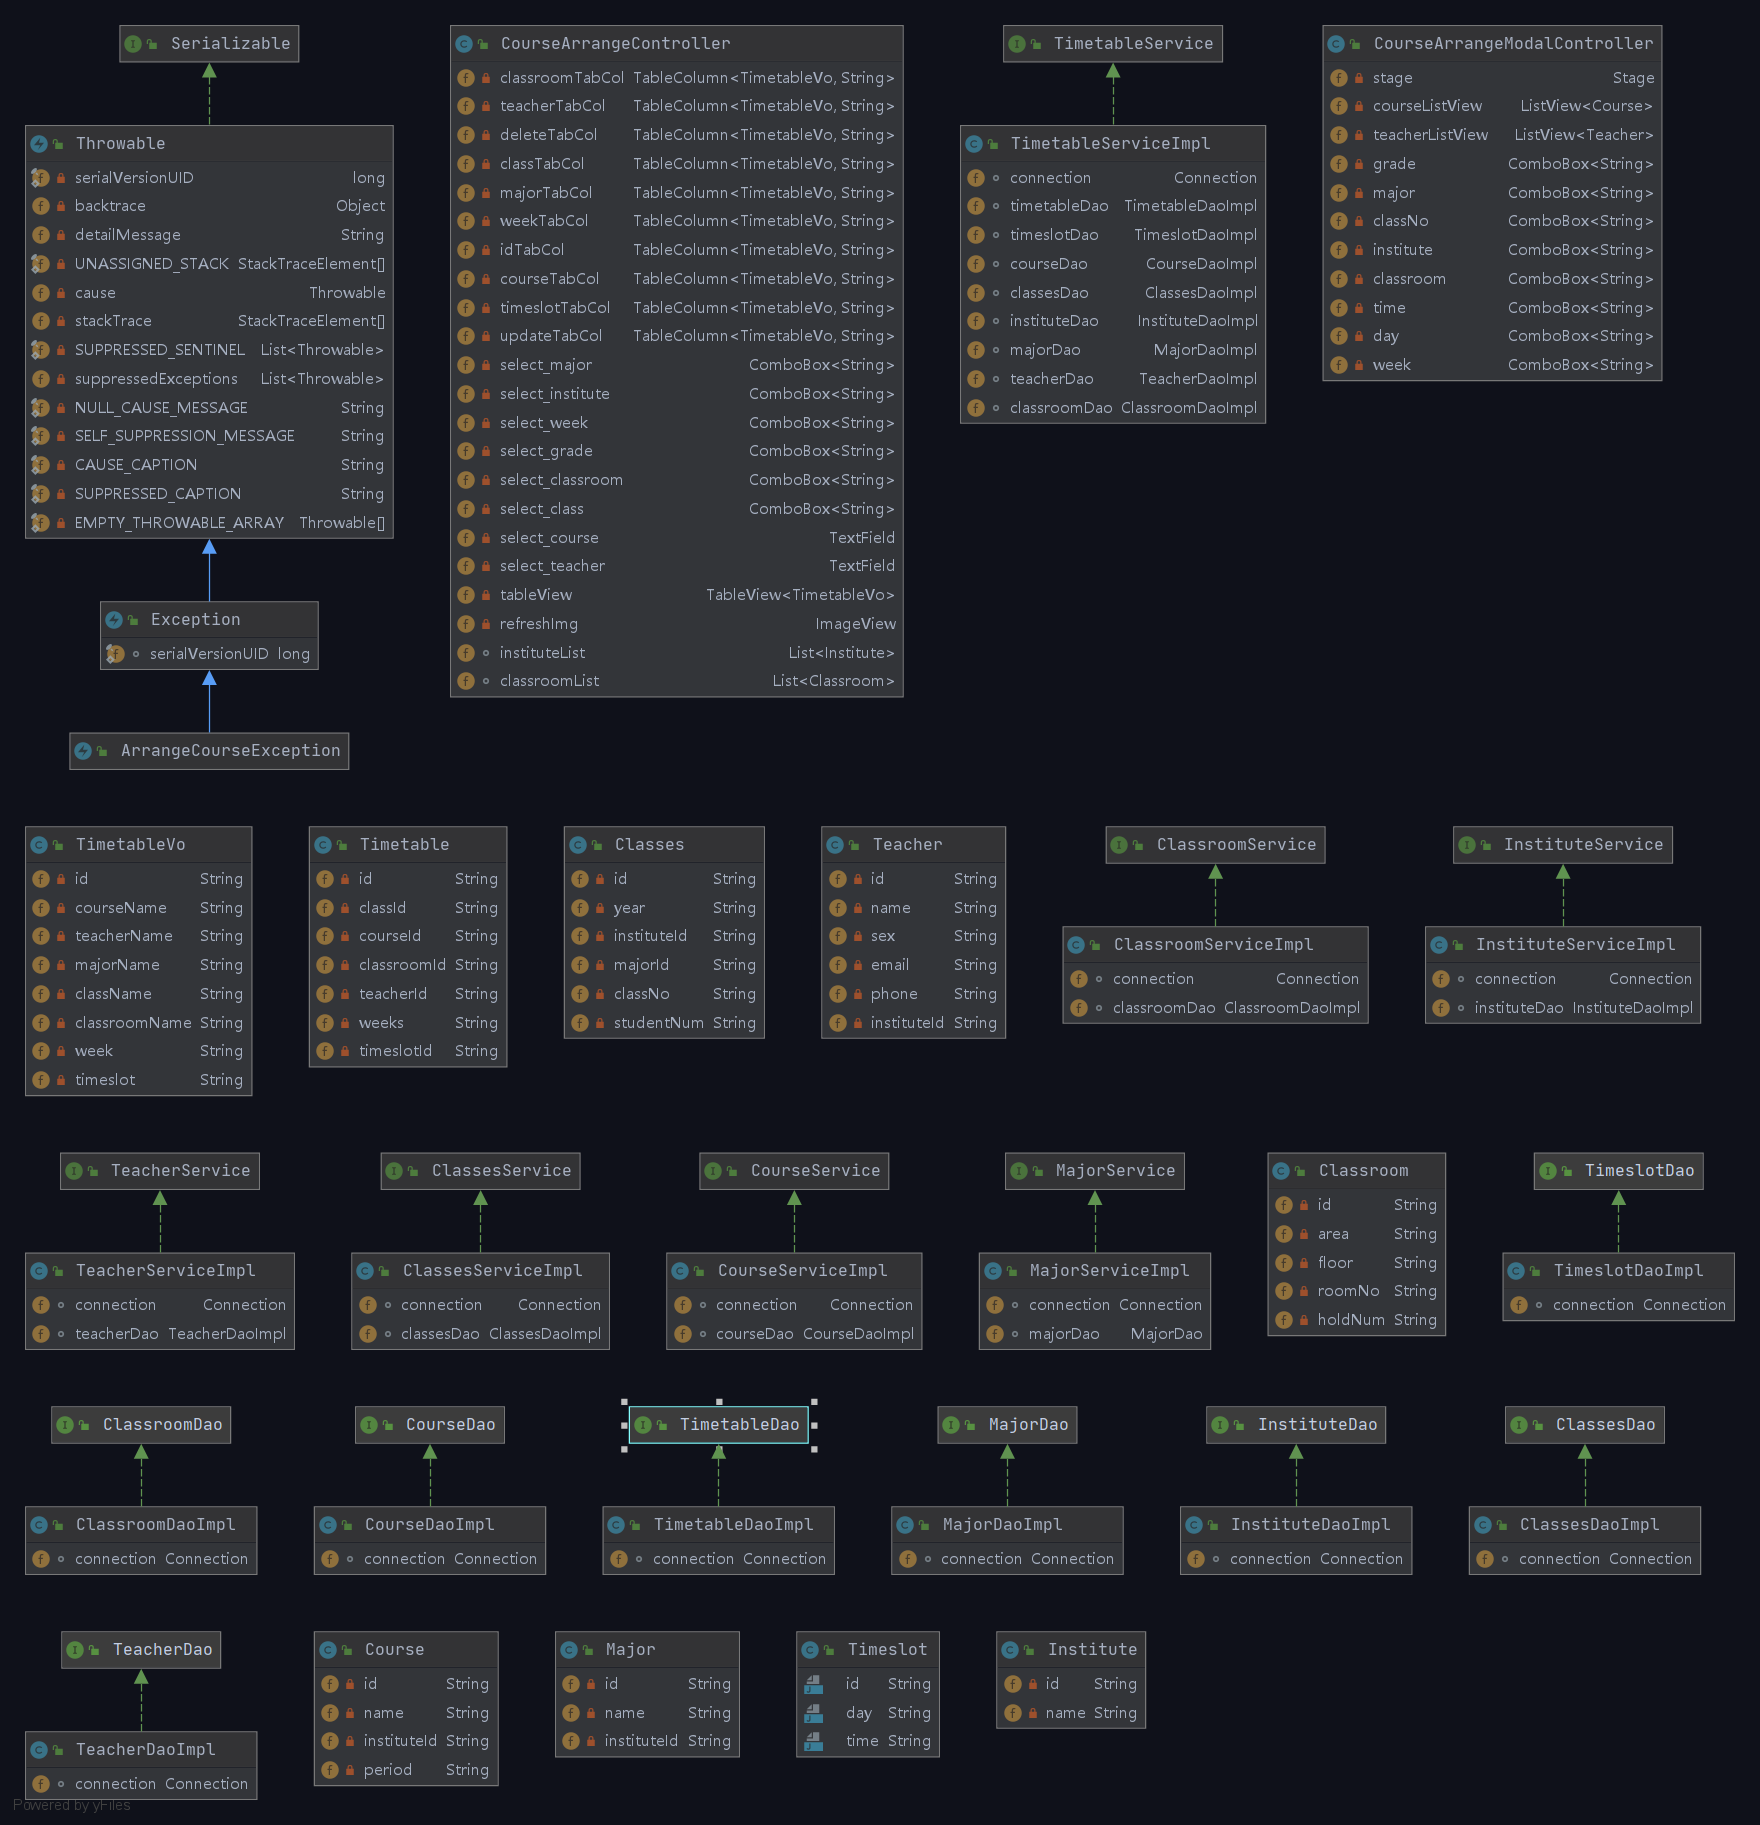 Serializable
Throwable
serialVersionUID long
backtrace Object
detailMessage String
UNASSIGNED_STACK StackTraceElement[]
cause Throwable
stackTrace StackTraceElement[]
SUPPRESSED_SENTINEL List<Throwable>
suppressedExceptions List<Throwable>
NULL_CAUSE_MESSAGE String
SELF_SUPPRESSION_MESSAGE String
CAUSE_CAPTION String
SUPPRESSED_CAPTION String
EMPTY_THROWABLE_ARRAY Throwable[]
Exception
serialVersionUID long
ArrangeCourseException
CourseArrangeController
classroomTabCol TableColumn<TimetableVo, String>
teacherTabCol TableColumn<TimetableVo, String>
deleteTabCol TableColumn<TimetableVo, String>
classTabCol TableColumn<TimetableVo, String>
majorTabCol TableColumn<TimetableVo, String>
weekTabCol TableColumn<TimetableVo, String>
idTabCol TableColumn<TimetableVo, String>
courseTabCol TableColumn<TimetableVo, String>
timeslotTabCol TableColumn<TimetableVo, String>
updateTabCol TableColumn<TimetableVo, String>
select_major ComboBox<String>
select_institute ComboBox<String>
select_week ComboBox<String>
select_grade ComboBox<String>
select_classroom ComboBox<String>
select_class ComboBox<String>
select_course TextField
select_teacher TextField
tableView TableView<TimetableVo>
refreshImg ImageView
instituteList List<Institute>
classroomList List<Classroom>
TimetableService
TimetableServiceImpl
connection Connection
timetableDao TimetableDaoImpl
timeslotDao TimeslotDaoImpl
courseDao CourseDaoImpl
classesDao ClassesDaoImpl
instituteDao InstituteDaoImpl
majorDao MajorDaoImpl
teacherDao TeacherDaoImpl
classroomDao ClassroomDaoImpl
CourseArrangeModalController
stage Stage
courseListView ListView<Course>
teacherListView ListView<Teacher>
grade ComboBox<String>
major ComboBox<String>
classNo ComboBox<String>
institute ComboBox<String>
classroom ComboBox<String>
time ComboBox<String>
day ComboBox<String>
week ComboBox<String>
TimetableVo
id String
courseName String
teacherName String
majorName String
className String
classroomName String
week String
timeslot String
Timetable
id String
classId String
courseId String
classroomId String
teacherId String
weeks String
timeslotId String
Classes
id String
year String
instituteId String
majorId String
classNo String
studentNum String
Teacher
id String
name String
sex String
email String
phone String
instituteId String
ClassroomService
ClassroomServiceImpl
connection Connection
classroomDao ClassroomDaoImpl
InstituteService
InstituteServiceImpl
connection Connection
instituteDao InstituteDaoImpl
TeacherService
TeacherServiceImpl
connection Connection
teacherDao TeacherDaoImpl
ClassesService
ClassesServiceImpl
connection Connection
classesDao ClassesDaoImpl
CourseService
CourseServiceImpl
connection Connection
courseDao CourseDaoImpl
MajorService
MajorServiceImpl
connection Connection
majorDao MajorDao
Classroom
id String
area String
floor String
roomNo String
holdNum String
TimeslotDao
TimeslotDaoImpl
connection Connection
ClassroomDao
ClassroomDaoImpl
connection Connection
CourseDao
CourseDaoImpl
connection Connection
TimetableDao
TimetableDaoImpl
connection Connection
MajorDao
MajorDaoImpl
connection Connection
InstituteDao
InstituteDaoImpl
connection Connection
ClassesDao
ClassesDaoImpl
connection Connection
TeacherDao
TeacherDaoImpl
connection Connection
Course
id String
name String
instituteId String
period String
Major
id String
name String
instituteId String
Timeslot
id String
day String
time String
Institute
id String
name String
Powered by yFiles